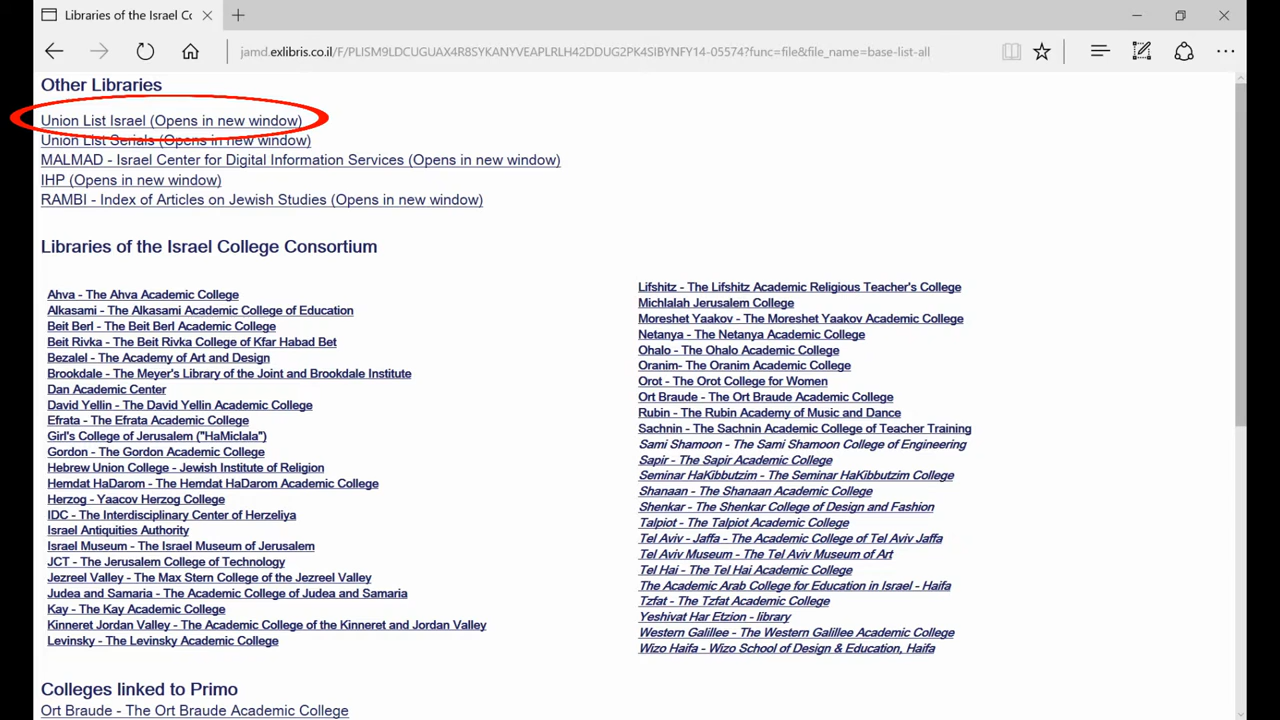 Libraries of the Israel Co
jamd.exlibris.co.il/F/PLISM9LDCUGUAX4R8SYKANYVEAPLRLH42DDUG2PK4SIBYNFY14-05574?func=file&file_name=base-list-all
Other Libraries
Union List Israel (Opens in new window)
Union List Serials (Opens in new window)
MALMAD - Israel Center for Digital Information Services (Opens in new window)
IHP (Opens in new window)
RAMBI - Index of Articles on Jewish Studies (Opens in new window)
Libraries of the Israel College Consortium
Ahva - The Ahva Academic College
Alkasami - The Alkasami Academic College of Education
Beit Berl - The Beit Berl Academic College
Beit Rivka - The Beit Rivka College of Kfar Habad Bet
Bezalel - The Academy of Art and Design
Brookdale - The Meyer's Library of the Joint and Brookdale Institute
Dan Academic Center
David Yellin - The David Yellin Academic College
Efrata - The Efrata Academic College
Girl's College of Jerusalem ("HaMiclala")
Gordon - The Gordon Academic College
Hebrew Union College - Jewish Institute of Religion
Hemdat HaDarom - The Hemdat HaDarom Academic College
Herzog - Yaacov Herzog College
IDC - The Interdisciplinary Center of Herzeliya
Israel Antiquities Authority
Israel Museum - The Israel Museum of Jerusalem
JCT - The Jerusalem College of Technology
Jezreel Valley - The Max Stern College of the Jezreel Valley
Judea and Samaria - The Academic College of Judea and Samaria
Kay - The Kay Academic College
Kinneret Jordan Valley - The Academic College of the Kinneret and Jordan Valley
Levinsky - The Levinsky Academic College
Lifshitz - The Lifshitz Academic Religious Teacher's College
Michlalah Jerusalem College
Moreshet Yaakov - The Moreshet Yaakov Academic College
Netanya - The Netanya Academic College
Ohalo - The Ohalo Academic College
Oranim- The Oranim Academic College
Orot - The Orot College for Women
Ort Braude - The Ort Braude Academic College
Rubin - The Rubin Academy of Music and Dance
Sachnin - The Sachnin Academic College of Teacher Training
Sami Shamoon - The Sami Shamoon College of Engineering
Sapir - The Sapir Academic College
Seminar HaKibbutzim - The Seminar HaKibbutzim College
Shanaan - The Shanaan Academic College
Shenkar - The Shenkar College of Design and Fashion
Talpiot - The Talpiot Academic College
Tel Aviv - Jaffa - The Academic College of Tel Aviv Jaffa
Tel Aviv Museum - The Tel Aviv Museum of Art
Tel Hai - The Tel Hai Academic College
The Academic Arab College for Education in Israel - Haifa
Tzfat - The Tzfat Academic College
Yeshivat Har Etzion - library
Western Galillee - The Western Galillee Academic College
Wizo Haifa - Wizo School of Design & Education, Haifa
Colleges linked to Primo
Ort Braude - The Ort Braude Academic College